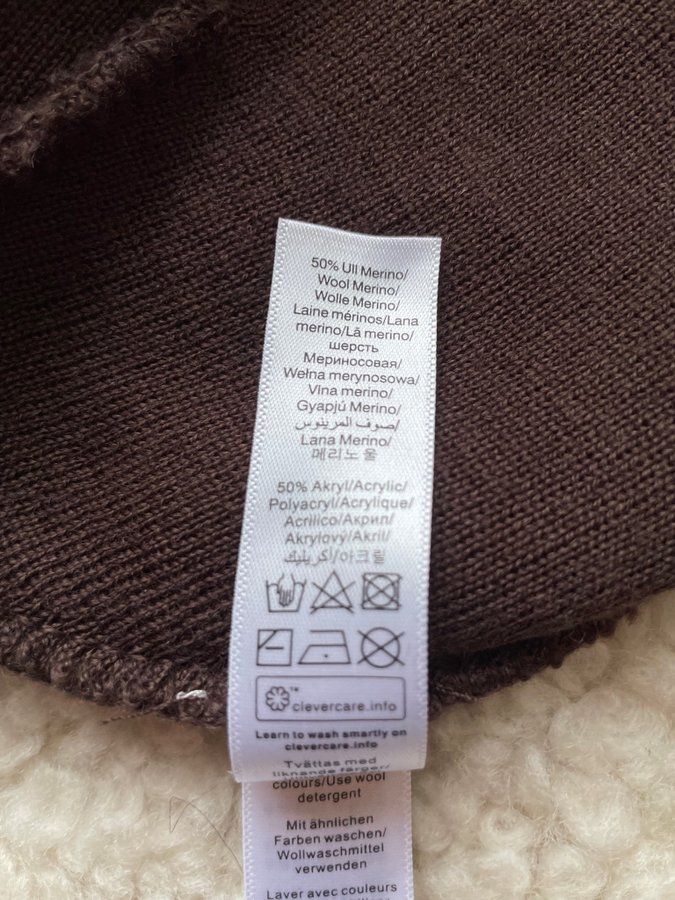 50% Ull Merino/
Wool Merino/
Wolle Merino/
Laine mérinos/Lana
merino/Lã merino/
шерсть
Мериносовая/
Wełna merynosowa/
Vlna merino/
Gyapjú Merino/
صوف المرينوس/
Lana Merino/
메리노 울
50% Akryl/Acrylic/
Polyacryl/Acrylique/
Acrílico/Акрил/
Akrylový/Akril/
أكريليك/아크릴
™
clevercare.info
Learn to wash smartly on
clevercare.info
Tvättas med
liknande färger/
colours/Use wool
detergent
Mit ähnlichen
Farben waschen/
Wollwaschmittel
verwenden
Laver avec couleurs